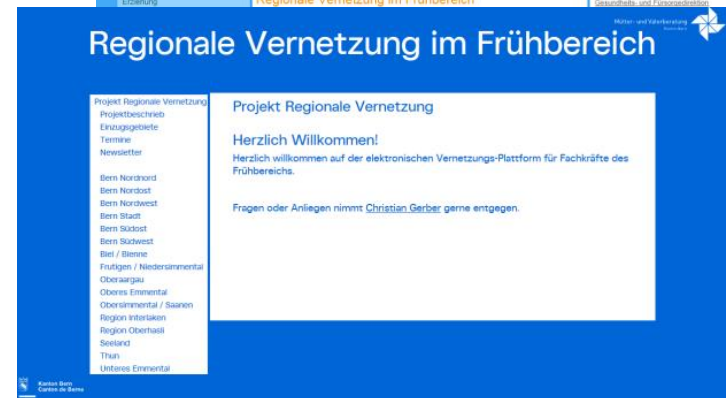 Erziehung
Regionale Vernetzung im Frühbereich
Gesundheits- und Fürsorgedirektion
Mütter- und Väterberatung
Kanton Bern
Regionale Vernetzung im Frühbereich
Projekt Regionale Vernetzung
Projektbeschrieb
Einzugsgebiete
Termine
Newsletter
Bern Nordnord
Bern Nordost
Bern Nordwest
Bern Stadt
Bern Südost
Bern Südwest
Biel / Bienne
Frutigen / Niedersimmental
Oberaargau
Oberes Emmental
Obersimmental / Saanen
Region Interlaken
Region Oberhasli
Seeland
Thun
Unteres Emmental
Projekt Regionale Vernetzung
Herzlich Willkommen!
Herzlich willkommen auf der elektronischen Vernetzungs-Plattform für Fachkräfte des
Frühbereichs.
Fragen oder Anliegen nimmt Christian Gerber gerne entgegen.
Kanton Bern
Canton de Berne